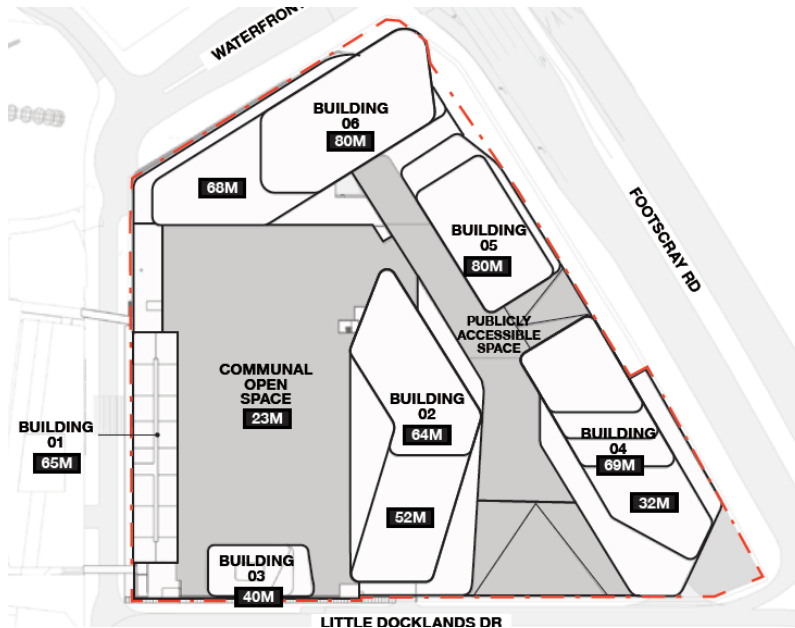 WATERFRON
BUILDING
06
80M
68M
FOOTSCRAY RD
BUILDING
05
80M
PUBLICLY
ACCESSIBLE
SPACE
COMMUNAL
OPEN
SPACE
23M
BUILDING
02
64M
BUILDING
01
65M
BUILDING
04
69M
32M
52M
BUILDING
03
40M
LITTLE DOCKLANDS DR